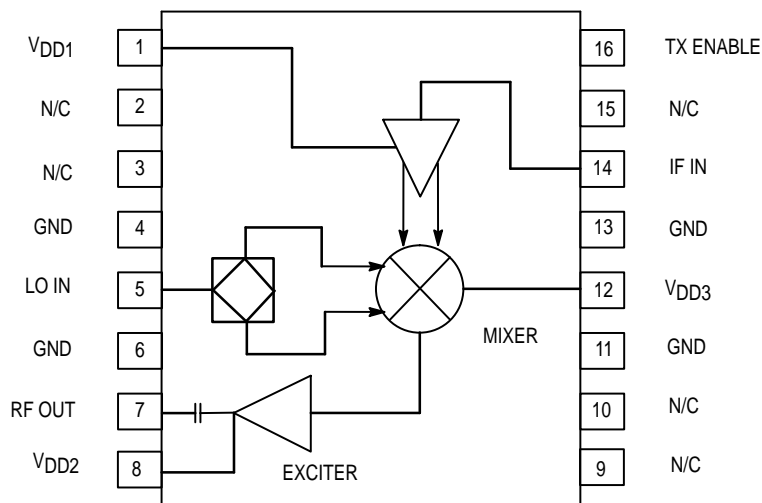 VDD1 1 16 TX ENABLE
N/C 2 15 N/C
N/C 3 14 IF IN
GND 4 13 GND
LO IN 5 12 VDD3
MIXER
GND 6 11 GND
RF OUT 7 10 N/C
VDD2 8 9 N/C
EXCITER